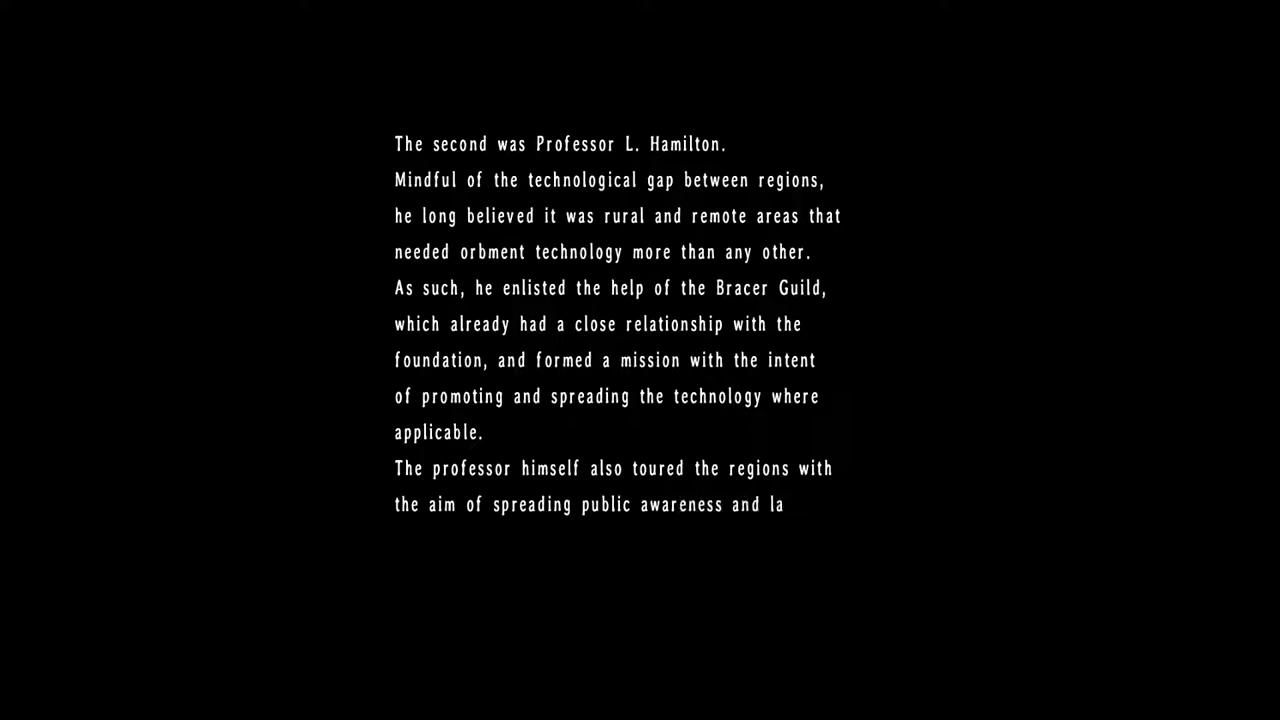 The second was Professor L. Hamilton.
Mindful of the technological gap between regions,
he long believed it was rural and remote areas that
needed orbment technology more than any other.
As such, he enlisted the help of the Bracer Guild,
which already had a close relationship with the
foundation, and formed a mission with the intent
of promoting and spreading the technology where
applicable.
The professor himself also toured the regions with
the aim of spreading public awareness and la